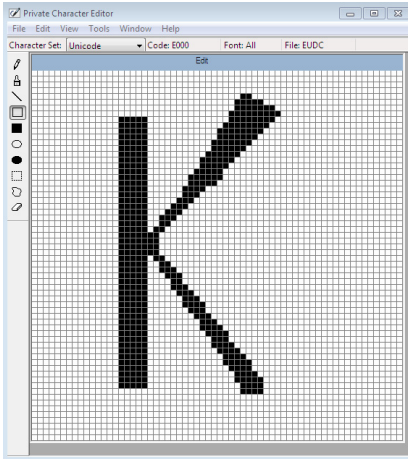 Private Character Editor
File Edit View Tools Window Help
Character Set: Unicode Code: E000 Font: All File: EUDC
Edit
K